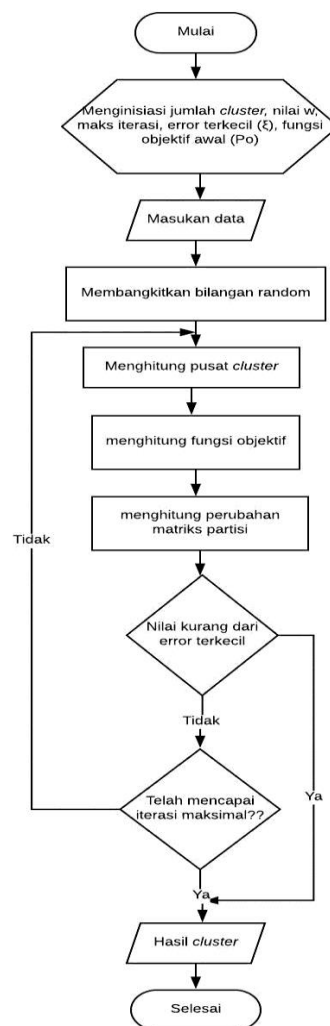 Mulai
Menginisiasi jumlah cluster, nilai w,
maks iterasi, error terkecil (ξ), fungsi
objektif awal (Po)
Masukan data
Membangkitkan bilangan random
Menghitung pusat cluster
menghitung fungsi objektif
menghitung perubahan
matriks partisi
Tidak
Nilai kurang dari
error terkecil
Tidak
Ya
Telah mencapai
iterasi maksimal??
Ya
Hasil cluster
Selesai